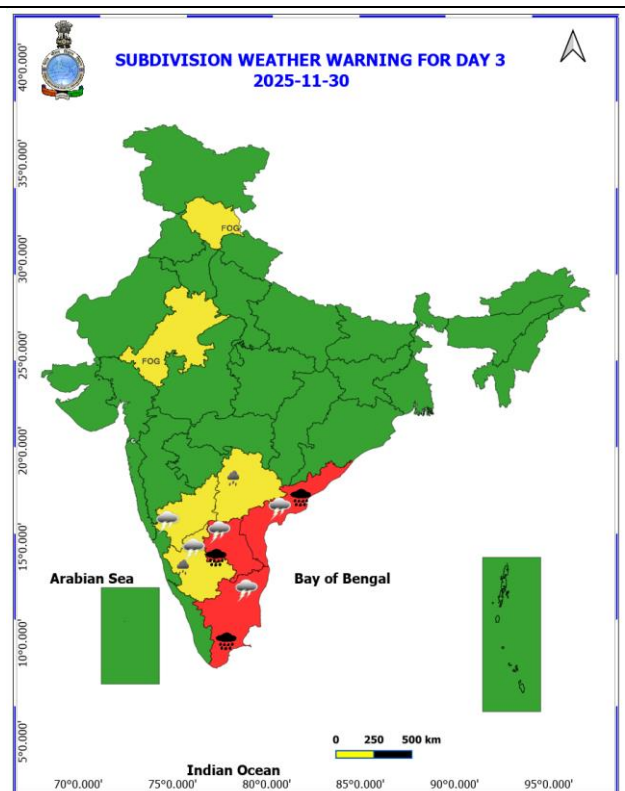 SUBDIVISION WEATHER WARNING FOR DAY 3
2025-11-30
40°0.000'
35°0.000'
30°0.000'
25°0.000'
20°0.000'
15°0.000'
10°0.000'
5°0.000'
FOG
FOG
Arabian Sea
Bay of Bengal
0 250 500 km
Indian Ocean
70°0.000' 75°0.000' 80°0.000' 85°0.000' 90°0.000' 95°0.000'